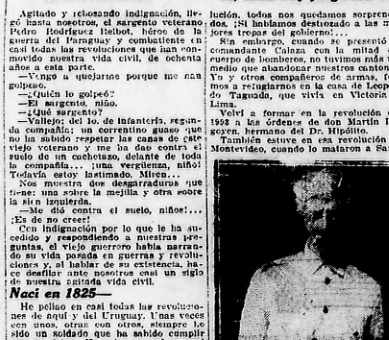 Agitado y rebosando indignación, lle-
gó hasta nosotros, el sargento veterano
Pedro Rodríguez Helbot, héroe de la
guerra del Paraguay y combatiente en
casi todas las revoluciones que han con-
movido nuestra vida civil, de ochenta
años a esta parte.
—Vengo a quejarme porque me han
golpeao.
—¿Quién lo golpeó?
—El sargento, niño.
—¿Qué sargento?
—Vallejo; del 1o. de infantería, segun-
da compañía; un correntino guaso que
no ha subido respetar las canas de este
viejo veterano y me ha dao contra el
suelo de un cachetazo, delante de toda
la compañía... ¡una vergüenza, niño!
Todavía estoy lastimado. Miren...
Nos muestra dos desgarraduras que
tiene: una sobre la mejilla y otra sobre
la sien izquierda.
—Me dió contra el suelo, niños!...
¡Es de no creer!
Con indignación por lo que le ha su-
cedido y respondiendo a nuestras pre-
guntas, el viejo guerrero habla narran-
do su vida pasada en guerras y revolu-
ciones y, al hablar de su existencia, ha-
ce desfilar ante nosotros casi un siglo
de nuestra agitada vida civil.
Nací en 1825—
He peliao en casi todas las revolucio-
nes de aquí y del Uruguay. Unas veces
con unos, otras con otros, siempre he
sido un soldado que ha sabido cumplir
lución, todos nos quedamos sorpren
dos. ¡Si habíamos destrozado a las m
jores tropas del gobierno!...
Sin embargo, cuando se presentó
comandante Calaza con la mitad
cuerpo de bomberos, no tuvimos más
medio que abandonar nuestros canton
Yo y otros compañeros de armas,
mos a refugiarnos en la casa de Leop
do Taguada, que vivía en Victoria
Lima.
Volví a formar en la revolución
1893 a las órdenes de don Martín I
goyen, hermano del Dr. Hipólito.
También estuve en esa revolución
Montevideo, cuando lo mataron a Sa